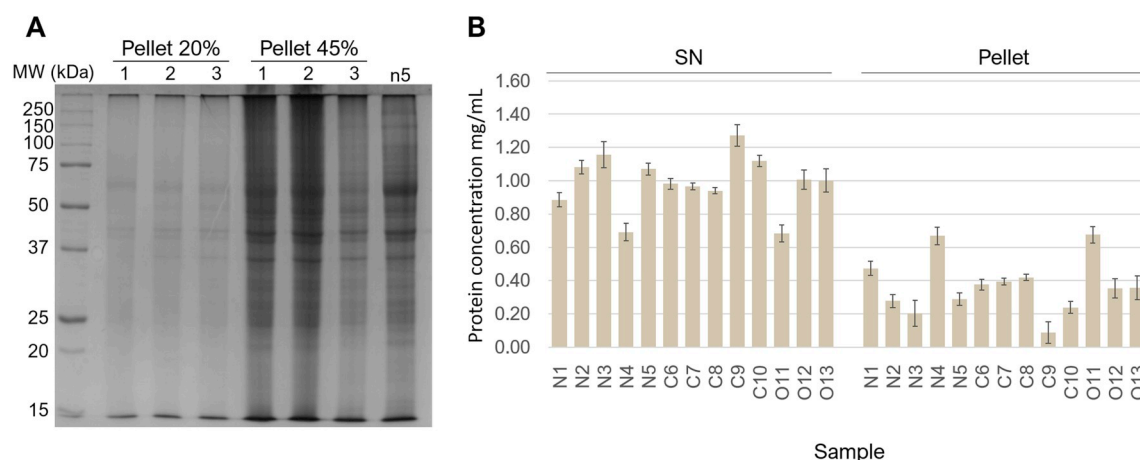 A
Pellet 20% Pellet 45%
MW (kDa) 1 2 3 1 2 3 n5
250
150
100
75
50
37
25
20
15
B
SN Pellet
Protein concentration mg/mL
1.60
1.40
1.20
1.00
0.80
0.60
0.40
0.20
0.00
N1 N2 N3 N4 N5 C6 C7 C8 C9 C10 O11 O12 O13 N1 N2 N3 N4 N5 C6 C7 C8 C9 C10 O11 O12 O13
Sample